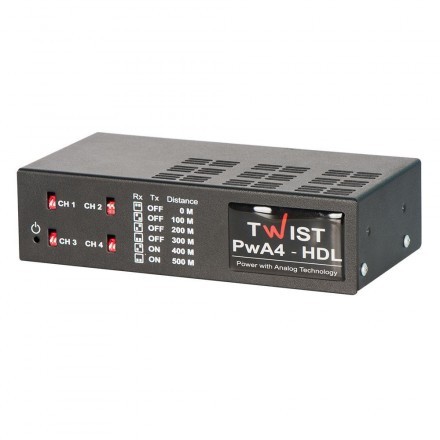 CH 1 CH 2
CH 3 CH 4
Rx Tx Distance
OFF 0 M
OFF 100 M
OFF 200 M
OFF 300 M
ON 400 M
ON 500 M
TWIST
PwA4 - HDL
Power with Analog Technology